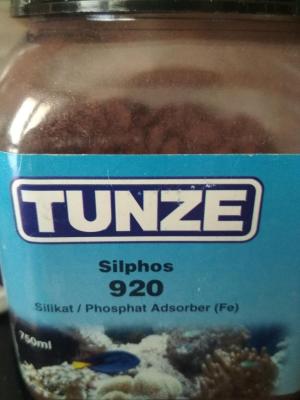 TUNZE
Silphos
920
Silikat / Phosphat Adsorber (Fe)
750ml